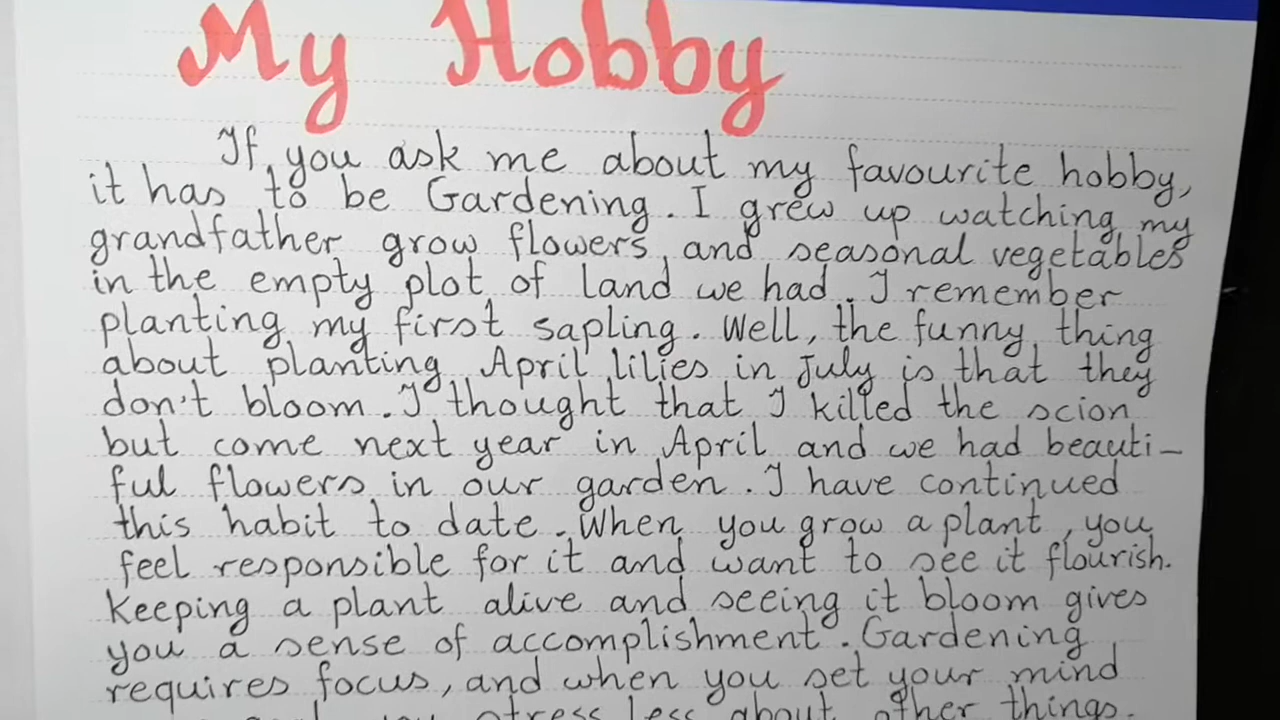 My Hobby
If you ask me about my favourite hobby,
it has to be Gardening. I grew up watching my
grandfather grow flowers and seasonal vegetables
in the empty plot of land we had. I remember
planting my first sapling. Well, the funny thing
about planting April lilies in July is that they
don't bloom. I thought that I killed the scion
but come next year in April and we had beauti-
ful flowers in our garden. I have continued
this habit to date. When you grow a plant, you
feel responsible for it and want to see it flourish.
Keeping a plant alive and seeing it bloom gives
you a sense of accomplishment. Gardening
requires focus, and when you set your mind
you stress less about other things.